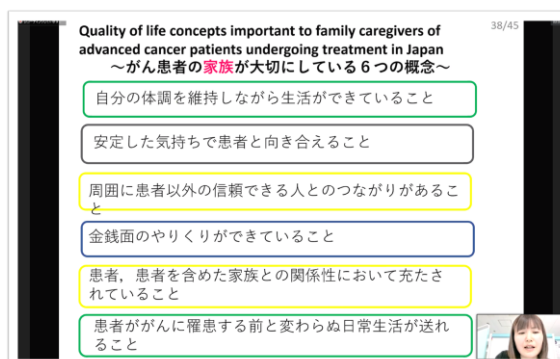 38/45
Quality of life concepts important to family caregivers of
advanced cancer patients undergoing treatment in Japan
～がん患者の家族が大切にしている６つの概念～
自分の体調を維持しながら生活ができていること
安定した気持ちで患者と向き合えること
周囲に患者以外の信頼できる人とのつながりがあるこ
と
金銭面のやりくりができていること
患者，患者を含めた家族との関係性において充たさ
れていること
患者ががんに罹患する前と変わらぬ日常生活が送れ
ること